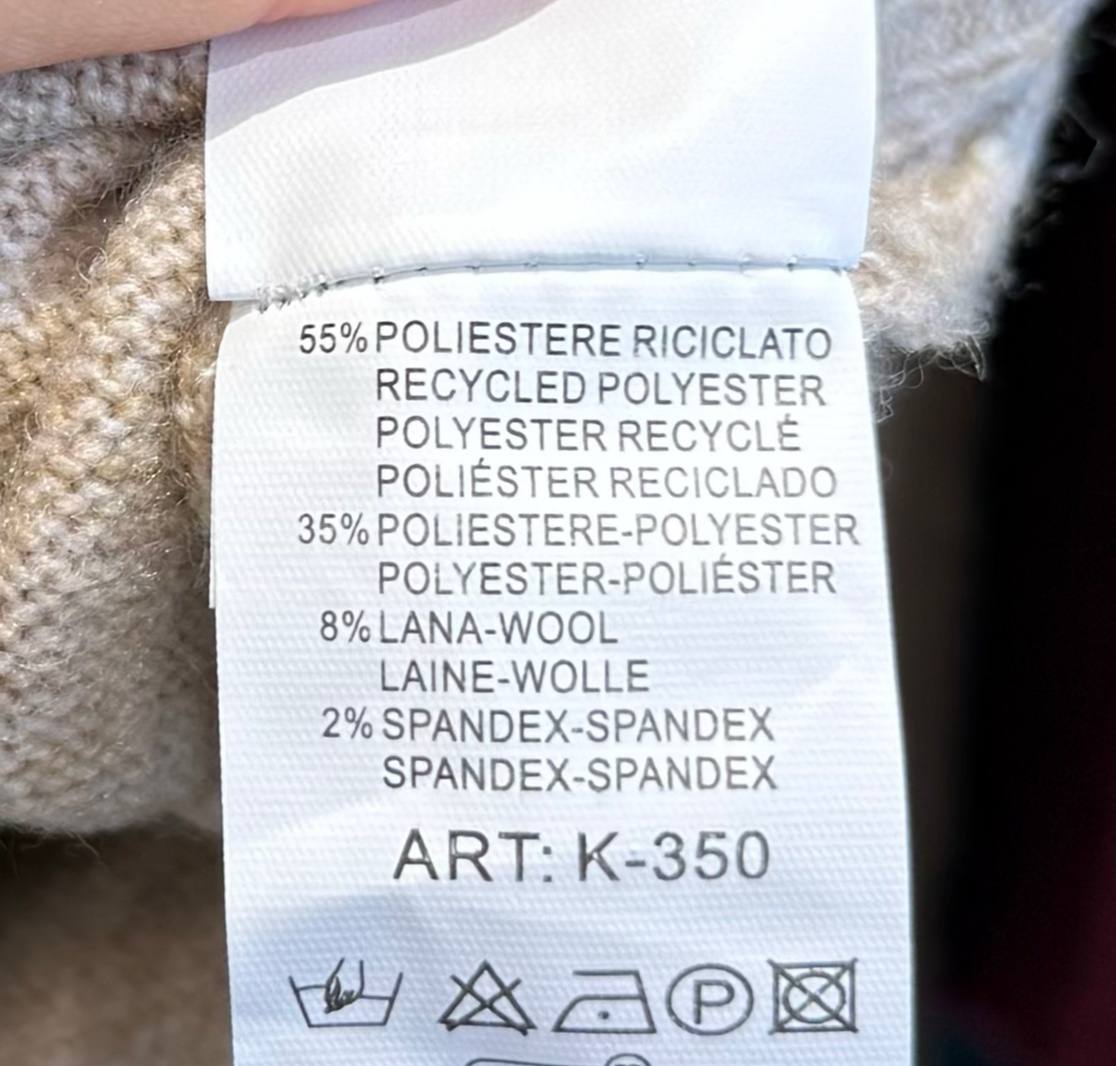 55% POLIESTERE RICICLATO
RECYCLED POLYESTER
POLYESTER RECYCLÉ
POLIÉSTER RECICLADO
35% POLIESTERE-POLYESTER
POLYESTER-POLIÉSTER
8% LANA-WOOL
LAINE-WOLLE
2% SPANDEX-SPANDEX
SPANDEX-SPANDEX
ART: K-350
P